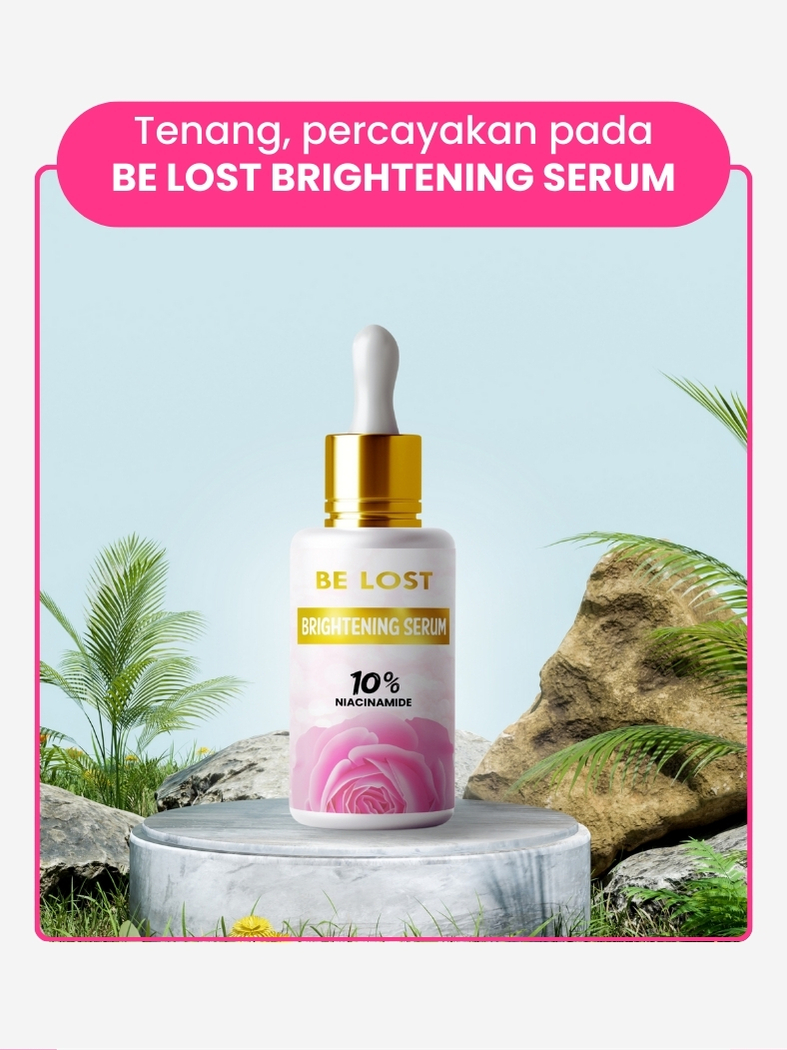 Tenang, percayakan pada
BE LOST BRIGHTENING SERUM
BE LOST
BRIGHTENING SERUM
10%
NIACINAMIDE